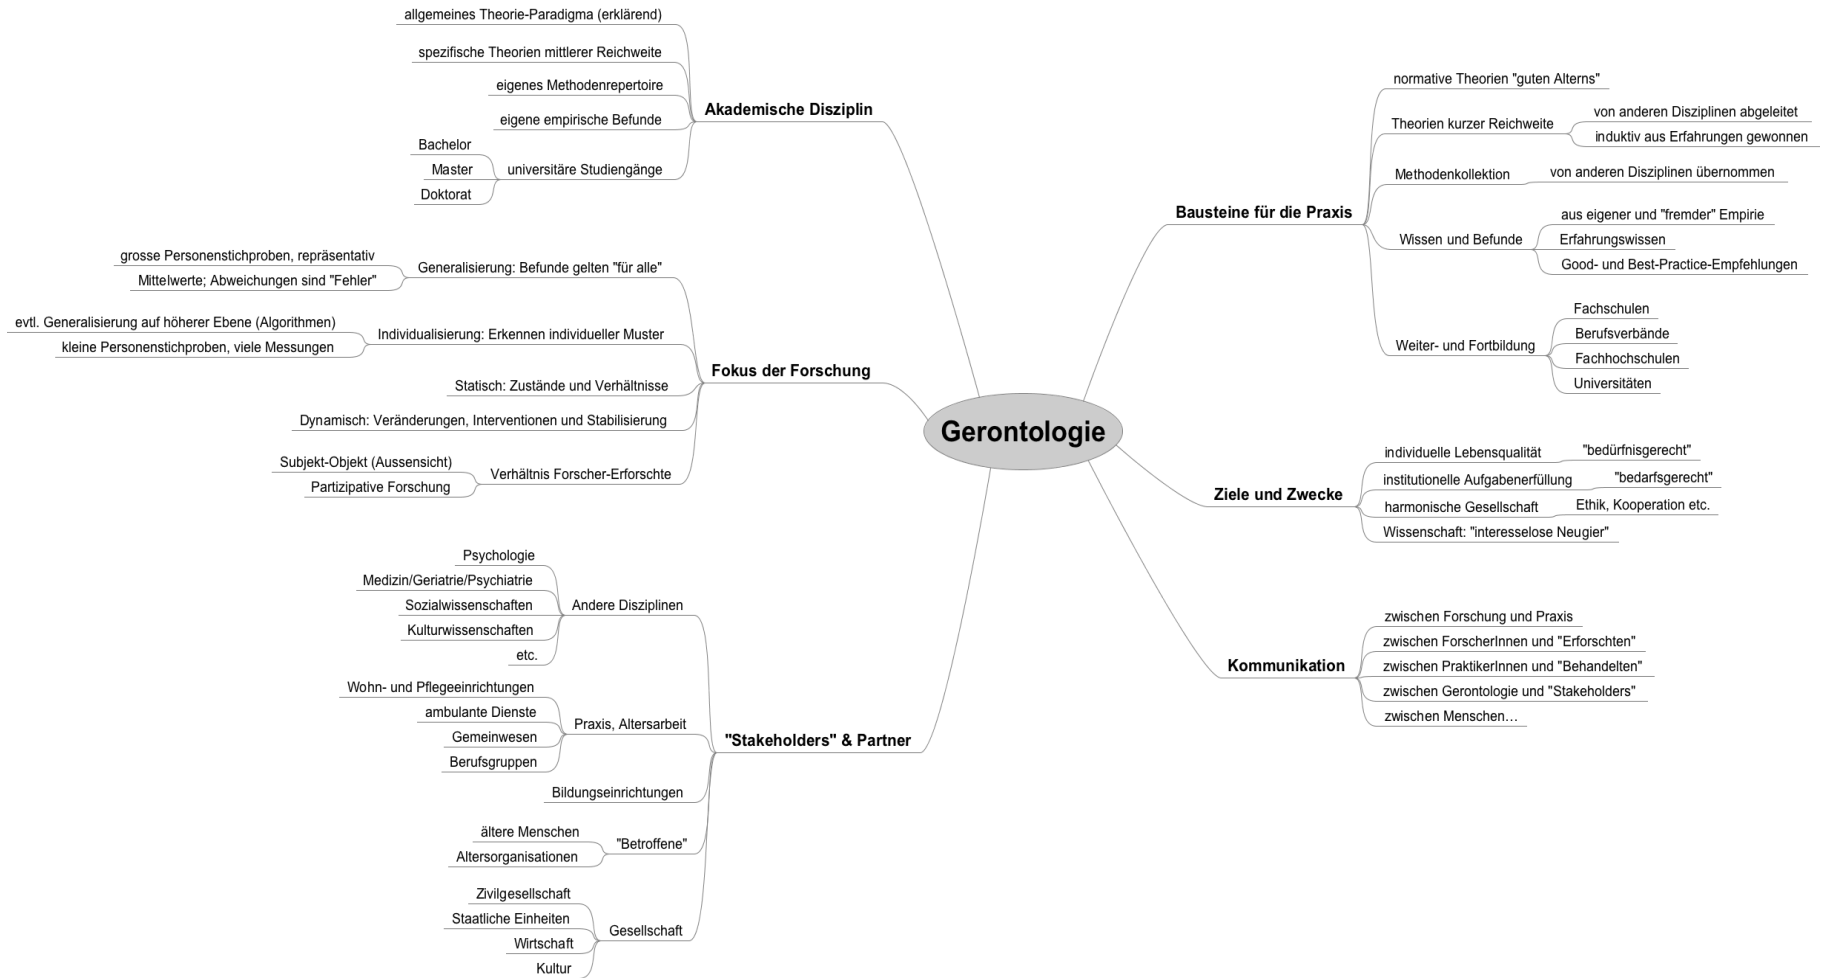 Gerontologie
Akademische Disziplin
allgemeines Theorie-Paradigma (erklärend)
spezifische Theorien mittlerer Reichweite
eigenes Methodenrepertoire
eigene empirische Befunde
universitäre Studiengänge
Bachelor
Master
Doktorat
Fokus der Forschung
Generalisierung: Befunde gelten "für alle"
grosse Personenstichproben, repräsentativ
Mittelwerte; Abweichungen sind "Fehler"
Individualisierung: Erkennen individueller Muster
evtl. Generalisierung auf höherer Ebene (Algorithmen)
kleine Personenstichproben, viele Messungen
Statisch: Zustände und Verhältnisse
Dynamisch: Veränderungen, Interventionen und Stabilisierung
Verhältnis Forscher-Erforschte
Subjekt-Objekt (Aussensicht)
Partizipative Forschung
"Stakeholders" & Partner
Andere Disziplinen
Psychologie
Medizin/Geriatrie/Psychiatrie
Sozialwissenschaften
Kulturwissenschaften
etc.
Praxis, Altersarbeit
Wohn- und Pflegeeinrichtungen
ambulante Dienste
Gemeinwesen
Berufsgruppen
Bildungseinrichtungen
"Betroffene"
ältere Menschen
Altersorganisationen
Gesellschaft
Zivilgesellschaft
Staatliche Einheiten
Wirtschaft
Kultur
Bausteine für die Praxis
normative Theorien "guten Alterns"
Theorien kurzer Reichweite
von anderen Disziplinen abgeleitet
induktiv aus Erfahrungen gewonnen
Methodenkollektion
von anderen Disziplinen übernommen
Wissen und Befunde
aus eigener und "fremder" Empirie
Erfahrungswissen
Good- und Best-Practice-Empfehlungen
Weiter- und Fortbildung
Fachschulen
Berufsverbände
Fachhochschulen
Universitäten
Ziele und Zwecke
individuelle Lebensqualität
"bedürfnisgerecht"
institutionelle Aufgabenerfüllung
"bedarfsgerecht"
harmonische Gesellschaft
Ethik, Kooperation etc.
Wissenschaft: "interesselose Neugier"
Kommunikation
zwischen Forschung und Praxis
zwischen ForscherInnen und "Erforschten"
zwischen PraktikerInnen und "Behandelten"
zwischen Gerontologie und "Stakeholders"
zwischen Menschen…